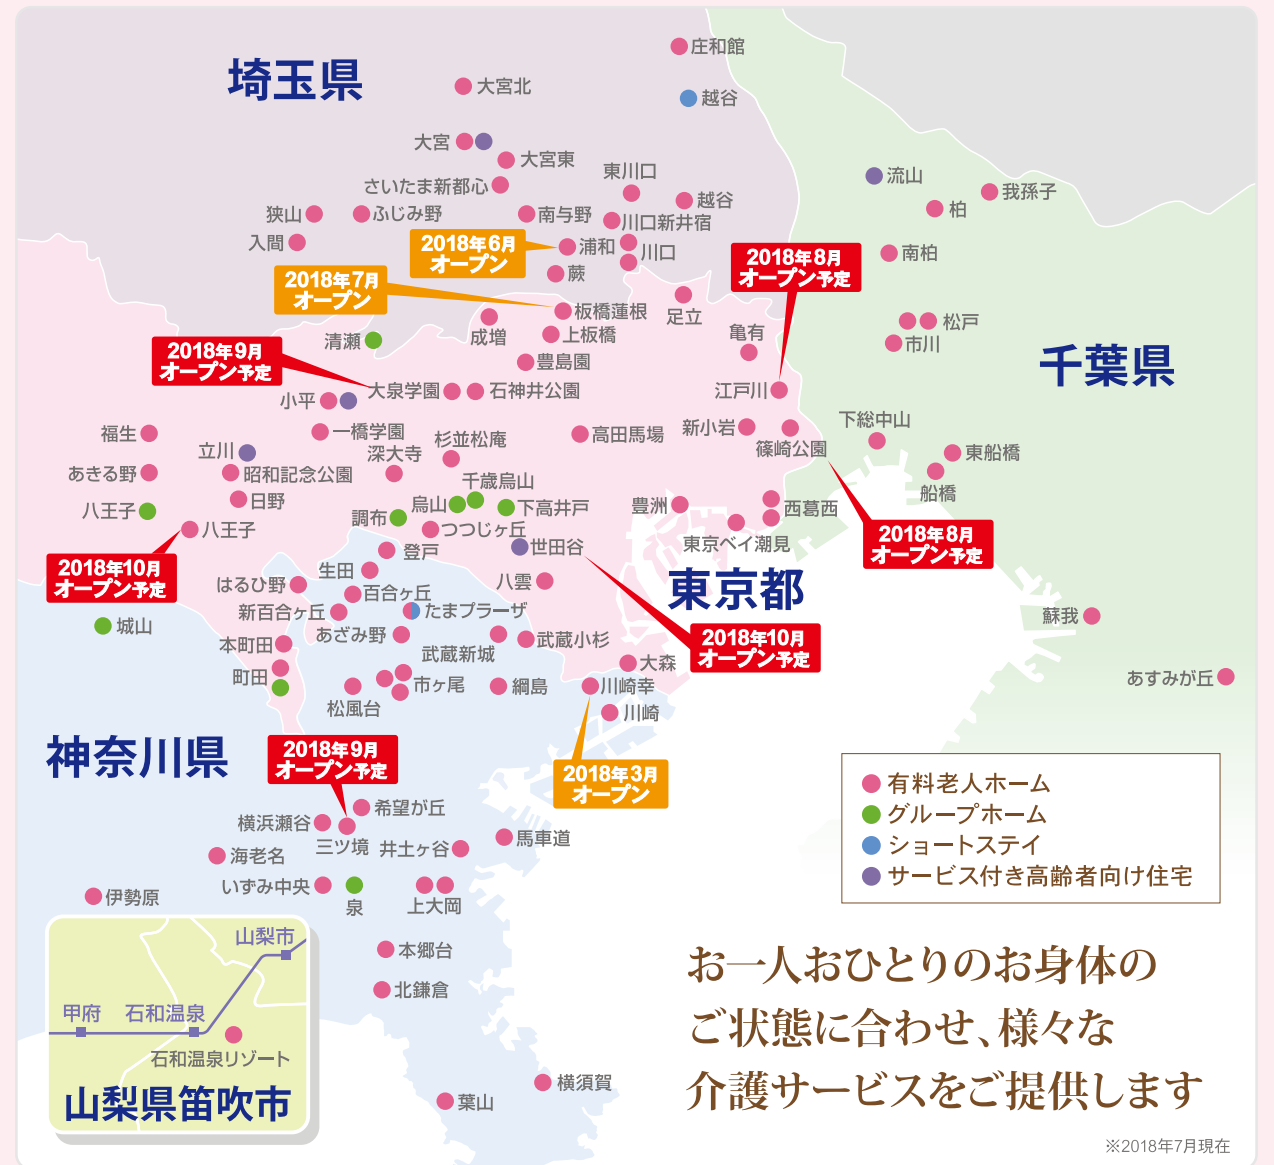 埼玉県
庄和館
大宮北
越谷
大宮
大宮東
東川口
さいたま新都心
流山
我孫子
越谷
柏
狭山
ふじみ野
南与野
川口新井宿
入間
2018年6月
オープン
浦和
川口
2018年8月
オープン予定
南柏
2018年7月
オープン
蕨
板橋蓮根
足立
成増
上板橋
亀有
松戸
清瀬
市川
2018年9月
オープン予定
豊島園
千葉県
大泉学園
石神井公園
江戸川
小平
下総中山
福生
一橋学園
高田馬場
新小岩
立川
杉並松庵
篠崎公園
東船橋
深大寺
あきる野
昭和記念公園
千歳烏山
船橋
日野
烏山
下高井戸
豊洲
西葛西
八王子
調布
八王子
つつじヶ丘
東京ベイ潮見
2018年8月
オープン予定
登戸
世田谷
2018年10月
オープン予定
生田
八雲
東京都
はるひ野
百合ヶ丘
新百合ヶ丘
たまプラーザ
蘇我
城山
あざみ野
武蔵小杉
2018年10月
オープン予定
本町田
武蔵新城
大森
町田
市ヶ尾
綱島
川崎幸
あすみが丘
松風台
川崎
神奈川県
2018年9月
オープン予定
2018年3月
オープン
有料老人ホーム
グループホーム
ショートステイ
サービス付き高齢者向け住宅
希望が丘
横浜瀬谷
三ツ境
井土ヶ谷
馬車道
海老名
いずみ中央
泉
上大岡
伊勢原
本郷台
北鎌倉
山梨市
甲府
石和温泉
石和温泉リゾート
山梨県笛吹市
横須賀
葉山
お一人おひとりのお身体の
ご状態に合わせ、様々な
介護サービスをご提供します
※2018年7月現在